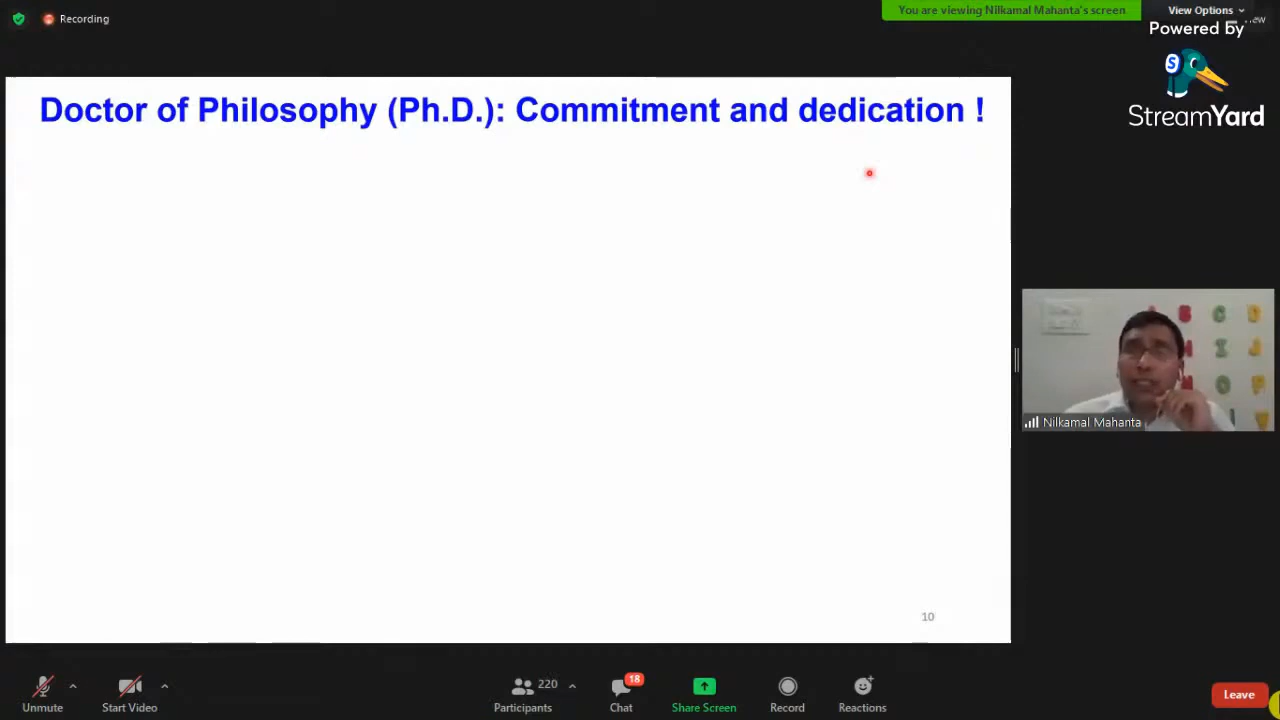 Recording
You are viewing Nilkamal Mahanta's screen
View Options
Powered by
StreamYard
Doctor of Philosophy (Ph.D.): Commitment and dedication !
Nilkamal Mahanta
10
Unmute
Start Video
220
Participants
18
Chat
Share Screen
Record
Reactions
Leave